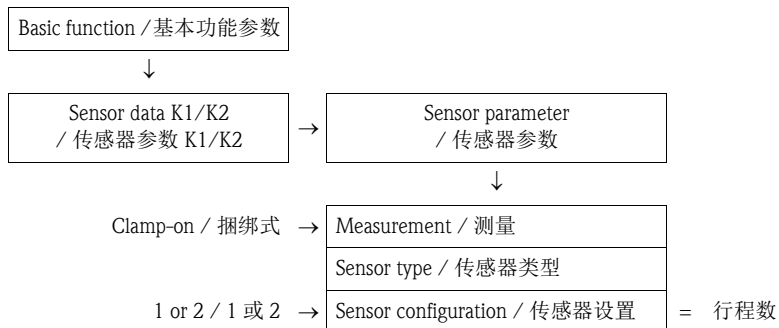 Basic function / 基本功能参数
↓
Sensor data K1/K2
/ 传感器参数 K1/K2
→
Sensor parameter
/ 传感器参数
↓
Clamp-on / 捆绑式 → Measurement / 测量
Sensor type / 传感器类型
1 or 2 / 1 或 2 → Sensor configuration / 传感器设置 = 行程数